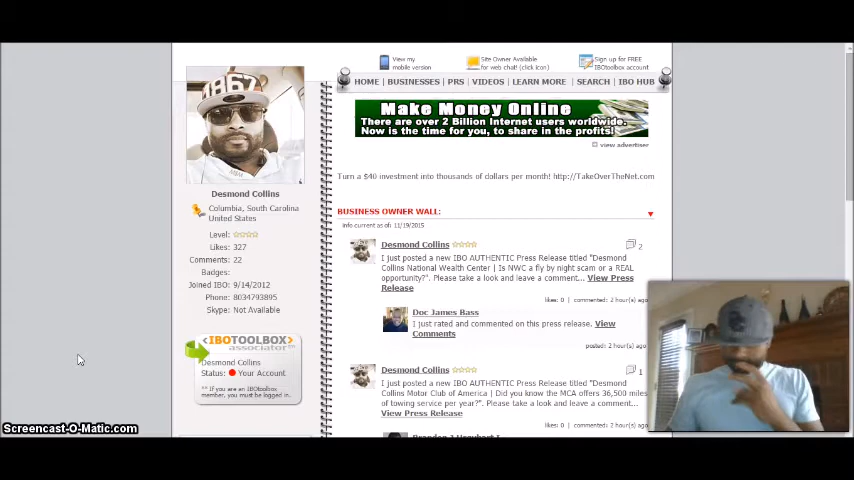 View my
mobile version
Site Owner Available
for web chat! (click icon)
Sign up for FREE
IBOtoolbox account
HOME | BUSINESSES | PRS | VIDEOS | LEARN MORE | SEARCH | IBO HUB
1867
Make Money Online
There are over 2 Billion Internet users worldwide.
Now is the time for you, to share in the profits!
view advertiser
Turn a $40 investment into thousands of dollars per month! http://TakeOverTheNet.com
Desmond Collins
Columbia, South Carolina
United States
Level:
Likes: 327
Comments: 22
Badges:
Joined IBO: 9/14/2012
Phone: 8034793895
Skype: Not Available
<IBOTOOLBOX>
associator
Desmond Collins
Status: Your Account
** If you are an IBOtoolbox
member, you must be logged in.
BUSINESS OWNER WALL:
info current as of: 11/19/2015
Desmond Collins
2
I just posted a new IBO AUTHENTIC Press Release titled "Desmond
Collins National Wealth Center | Is NWC a fly by night scam or a REAL
opportunity?". Please take a look and leave a comment... View Press
Release
likes: 0 | commented: 2 hour(s) ago
Doc James Bass
I just rated and commented on this press release. View
Comments
posted: 2 hour(s) ago
Desmond Collins
1
I just posted a new IBO AUTHENTIC Press Release titled "Desmond
Collins Motor Club of America | Did you know the MCA offers 36,500 miles
of towing service per year?". Please take a look and leave a comment...
View Press Release
likes: 0 | commented: 2 hour(s) ago
Screencast-O-Matic.com